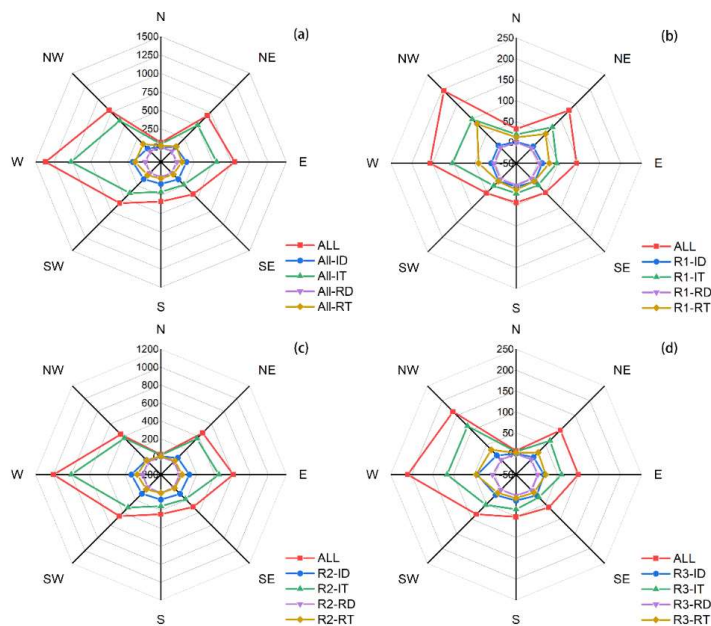 N
1500
(a)
1250
NW
NE
1000
750
500
250
W
E
SW
SE
S
ALL
All-ID
All-IT
All-RD
All-RT
N
250
(b)
200
NW
NE
150
100
50
0
W
-50
E
SW
SE
S
ALL
R1-ID
R1-IT
R1-RD
R1-RT
N
1200
(c)
1000
NW
NE
800
600
400
200
W
E
SW
SE
S
ALL
R2-ID
R2-IT
R2-RD
R2-RT
N
250
(d)
200
NW
NE
150
100
50
W
E
SW
SE
S
ALL
R3-ID
R3-IT
R3-RD
R3-RT